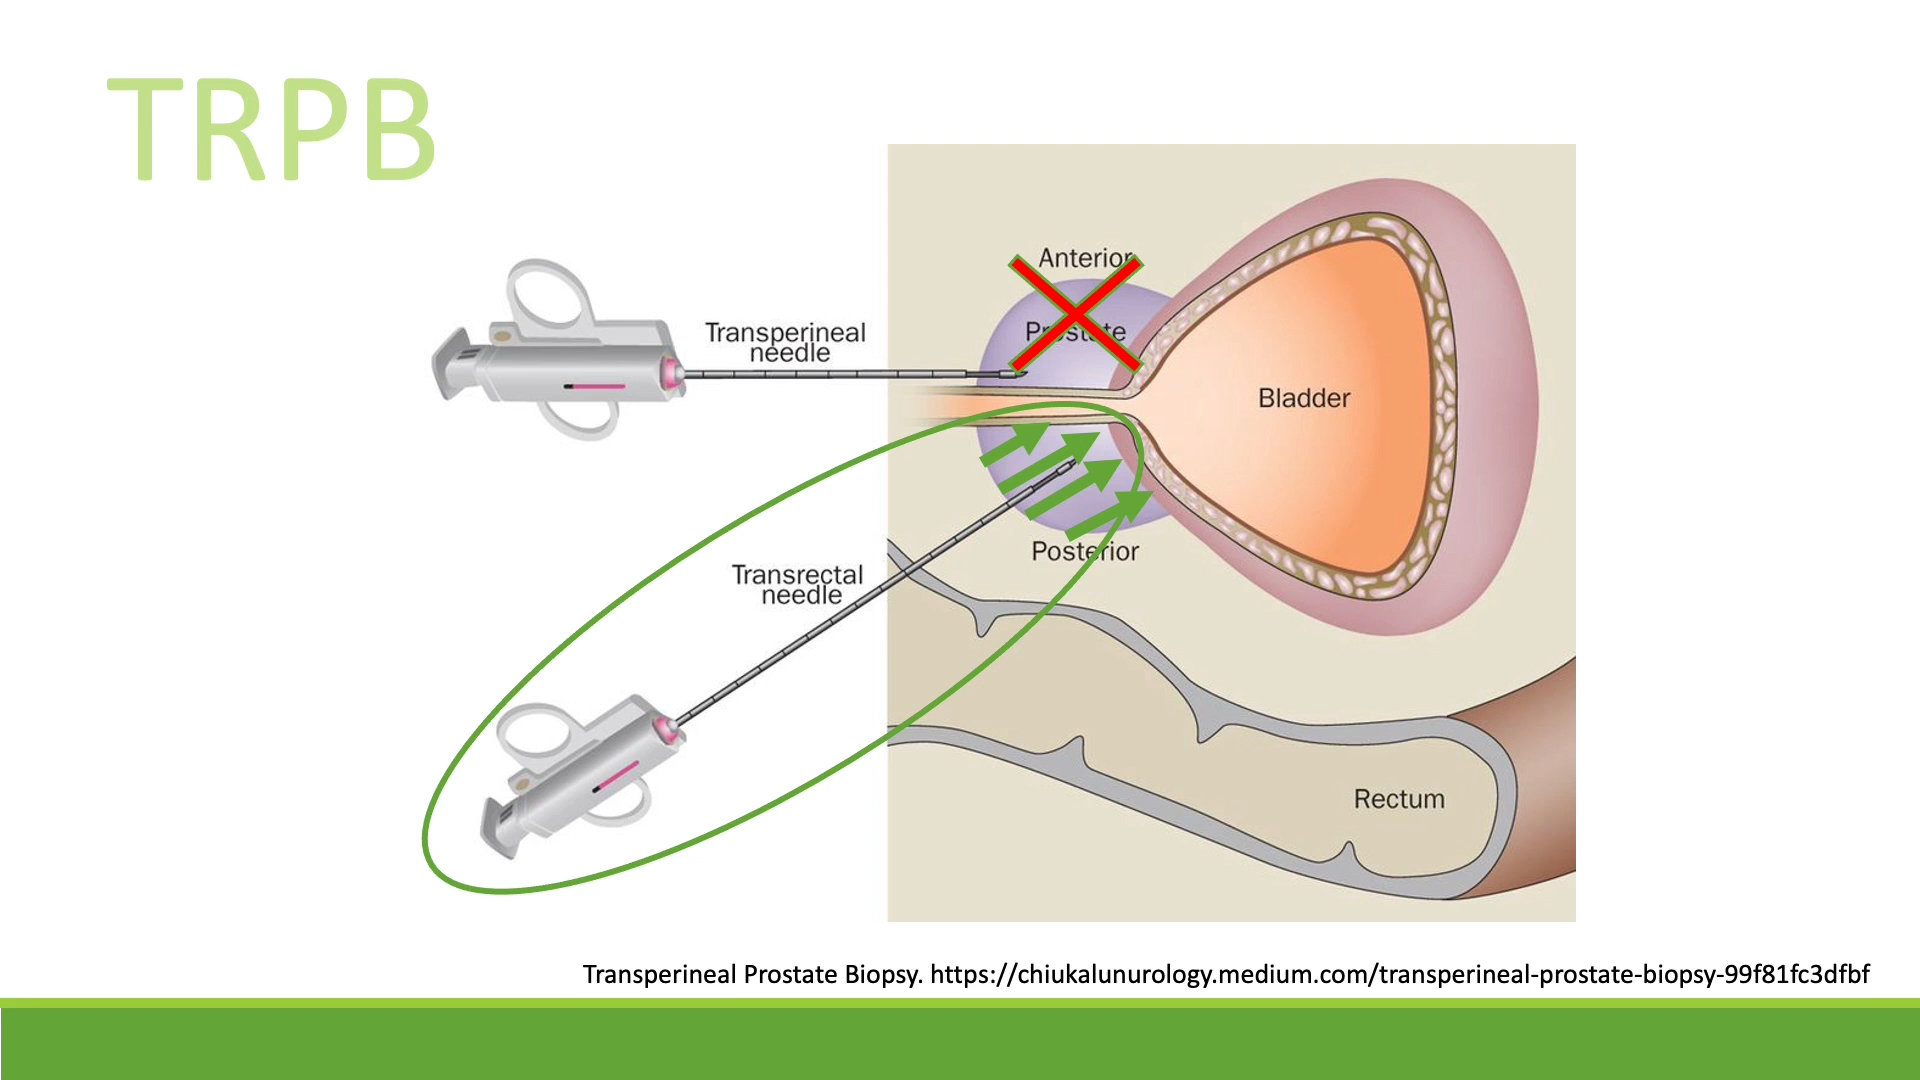 TRPB
Anterior
Transperineal
needle
Prostate
Bladder
Posterior
Transrectal
needle
Rectum
Transperineal Prostate Biopsy. https://chiukalunurology.medium.com/transperineal-prostate-biopsy-99f81fc3dfbf